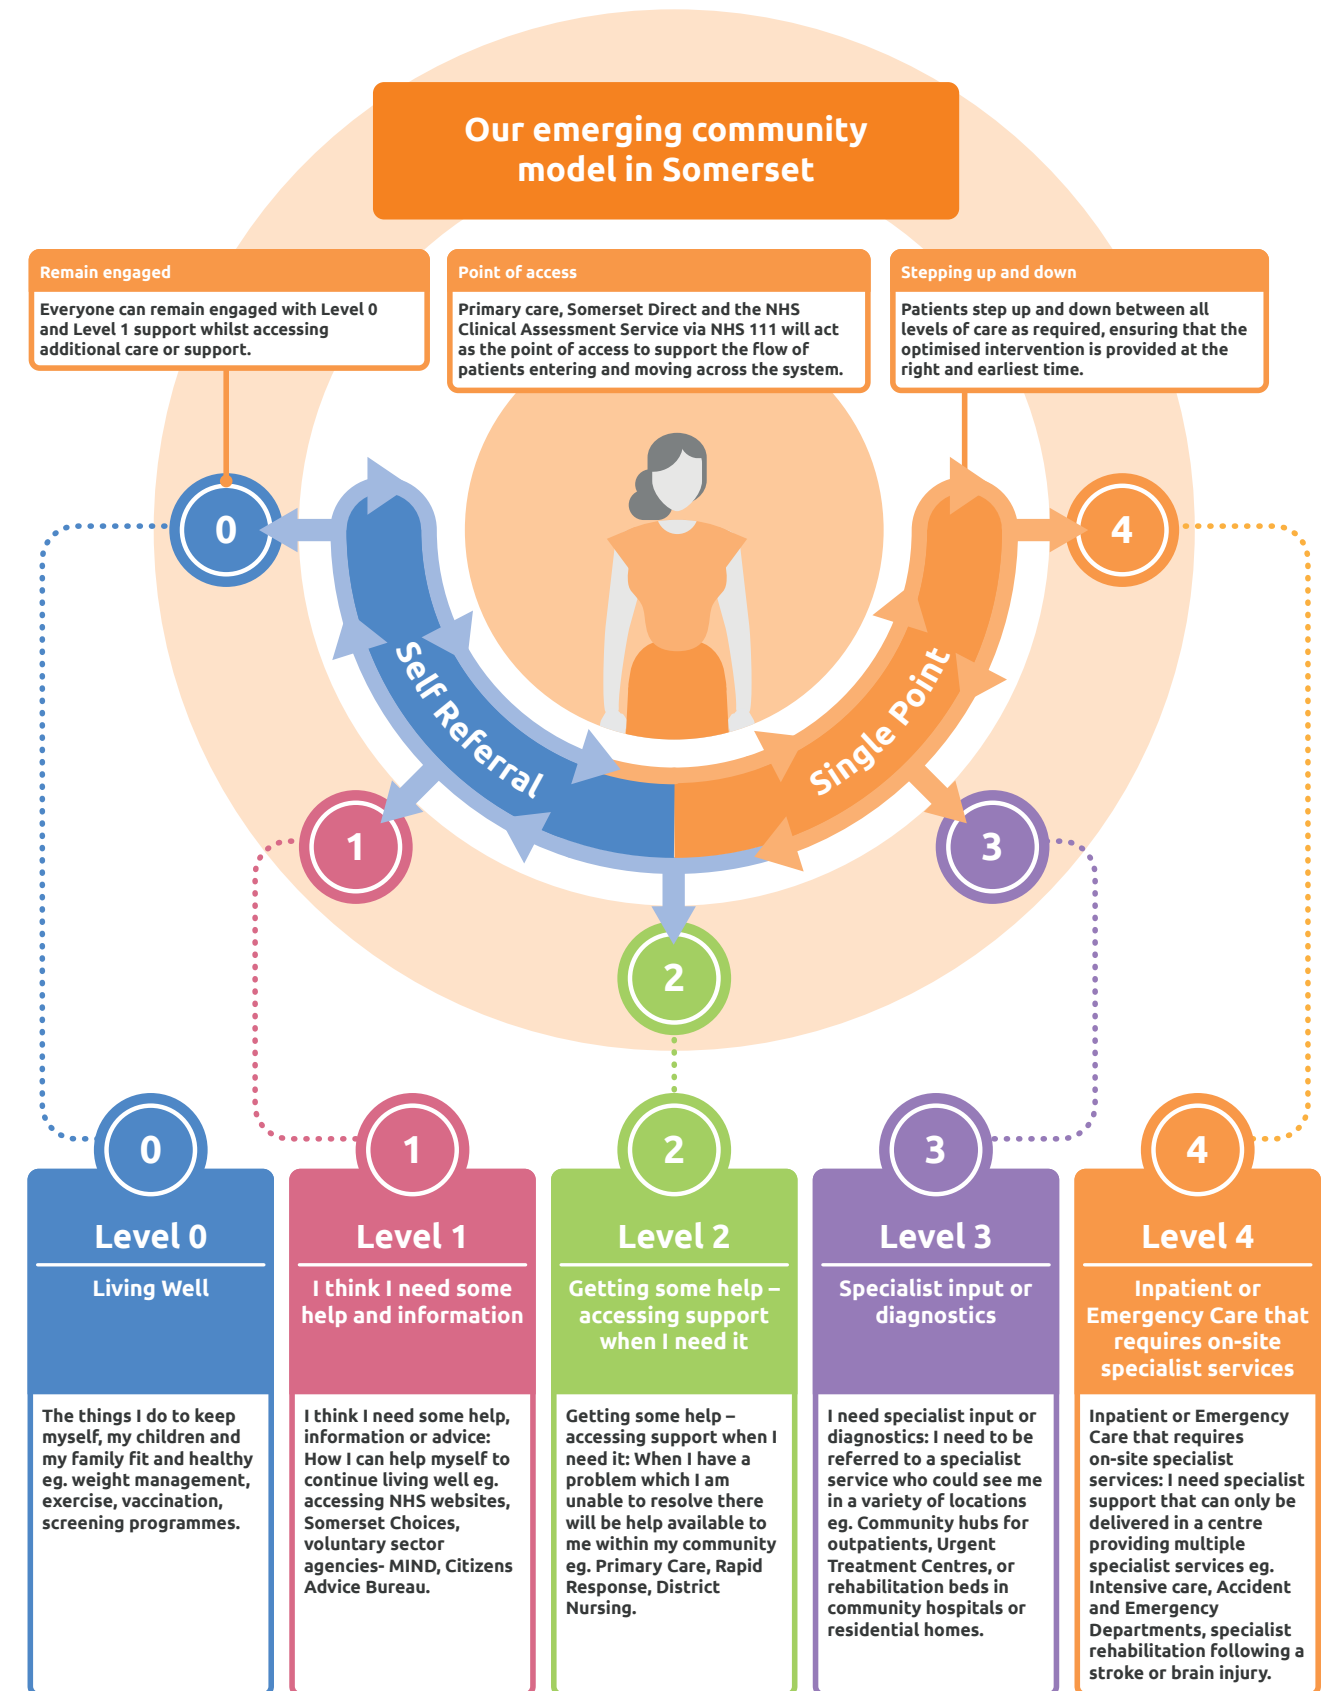 Our emerging community
model in Somerset
Remain engaged
Everyone can remain engaged with Level 0
and Level 1 support whilst accessing
additional care or support.
Point of access
Primary care, Somerset Direct and the NHS
Clinical Assessment Service via NHS 111 will act
as the point of access to support the flow of
patients entering and moving across the system.
Stepping up and down
Patients step up and down between all
levels of care as required, ensuring that the
optimised intervention is provided at the
right and earliest time.
0
4
Self Referral
Single Point
1
3
2
0
Level 0
Living Well
The things I do to keep
myself, my children and
my family fit and healthy
eg. weight management,
exercise, vaccination,
screening programmes.
1
Level 1
I think I need some
help and information
I think I need some help,
information or advice:
How I can help myself to
continue living well eg.
accessing NHS websites,
Somerset Choices,
voluntary sector
agencies- MIND, Citizens
Advice Bureau.
2
Level 2
Getting some help –
accessing support
when I need it
Getting some help –
accessing support when I
need it: When I have a
problem which I am
unable to resolve there
will be help available to
me within my community
eg. Primary Care, Rapid
Response, District
Nursing.
3
Level 3
Specialist input or
diagnostics
I need specialist input or
diagnostics: I need to be
referred to a specialist
service who could see me
in a variety of locations
eg. Community hubs for
outpatients, Urgent
Treatment Centres, or
rehabilitation beds in
community hospitals or
residential homes.
4
Level 4
Inpatient or
Emergency Care that
requires on-site
specialist services
Inpatient or Emergency
Care that requires
on-site specialist
services: I need specialist
support that can only be
delivered in a centre
providing multiple
specialist services eg.
Intensive care, Accident
and Emergency
Departments, specialist
rehabilitation following a
stroke or brain injury.